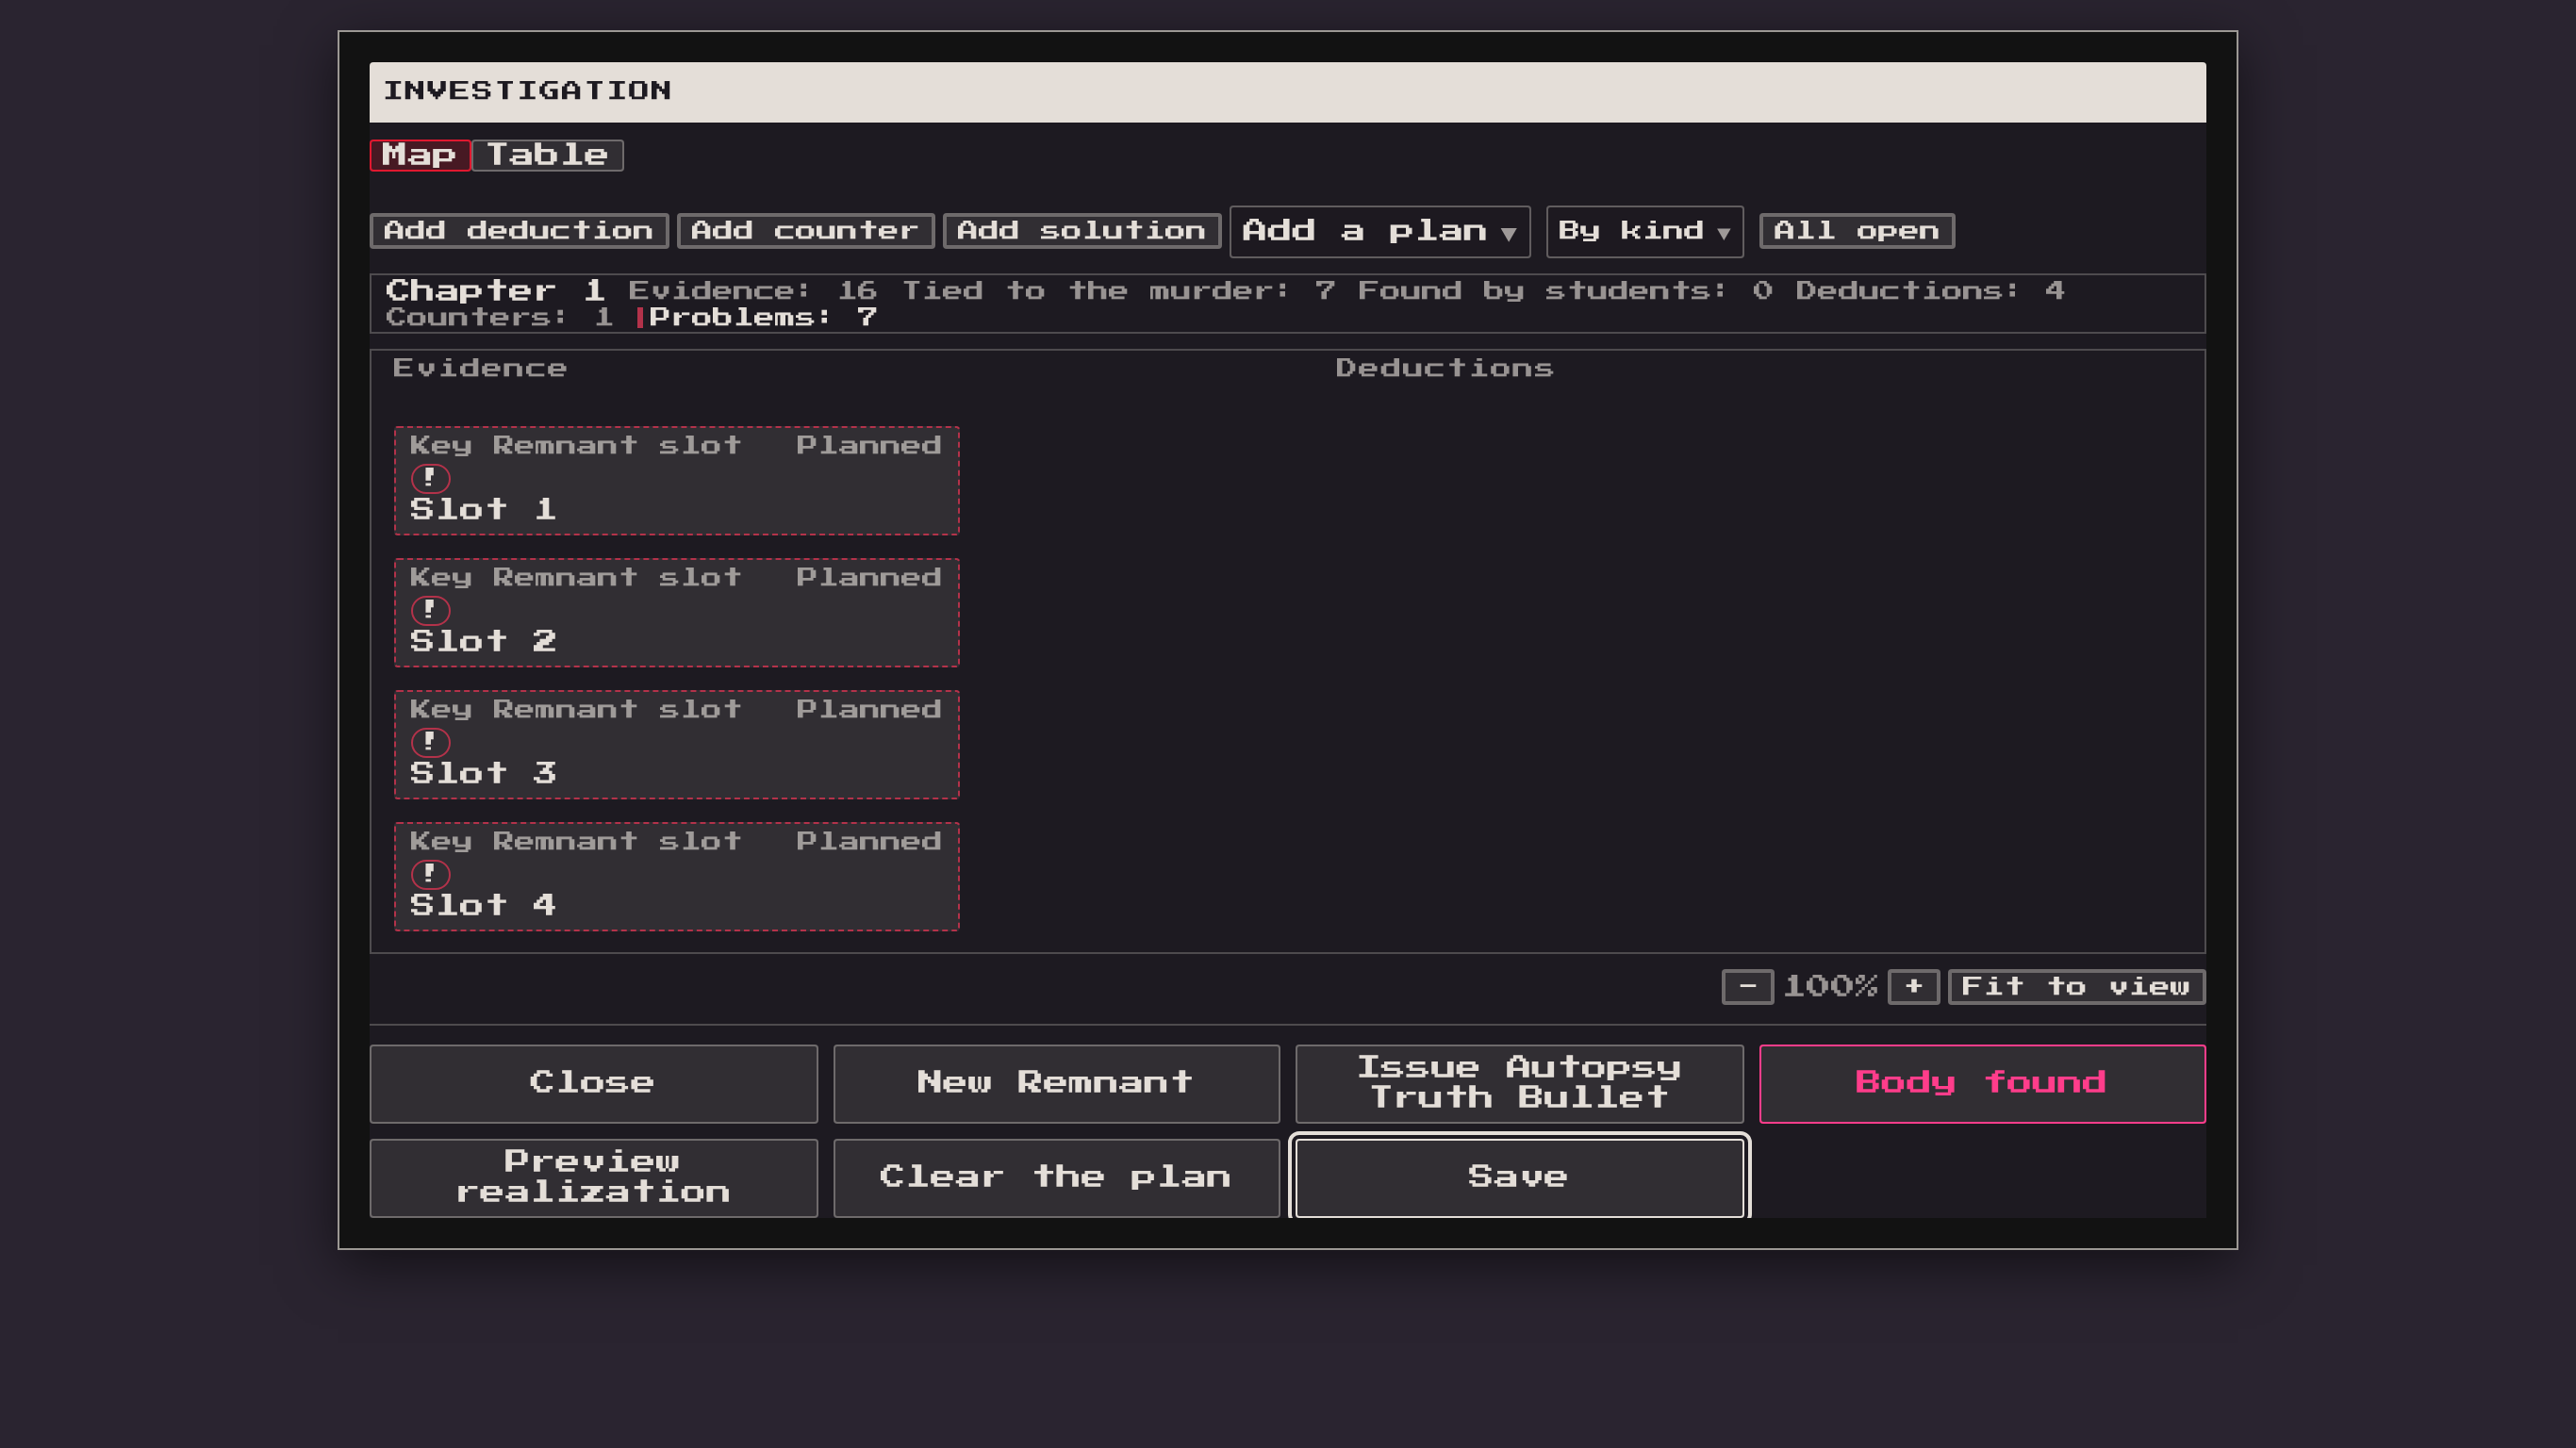 INVESTIGATION
Map Table
Add deduction Add counter Add solution Add a plan ▼ By kind ▼ All open
Chapter 1 Evidence: 16 Tied to the murder: 7 Found by students: 0 Deductions: 4
Counters: 1 Problems: 7
Evidence Deductions
Key Remnant slot Planned
!
Slot 1
Key Remnant slot Planned
!
Slot 2
Key Remnant slot Planned
!
Slot 3
Key Remnant slot Planned
!
Slot 4
- 100% + Fit to view
Close New Remnant Issue Autopsy
Truth Bullet Body found
Preview
realization Clear the plan Save